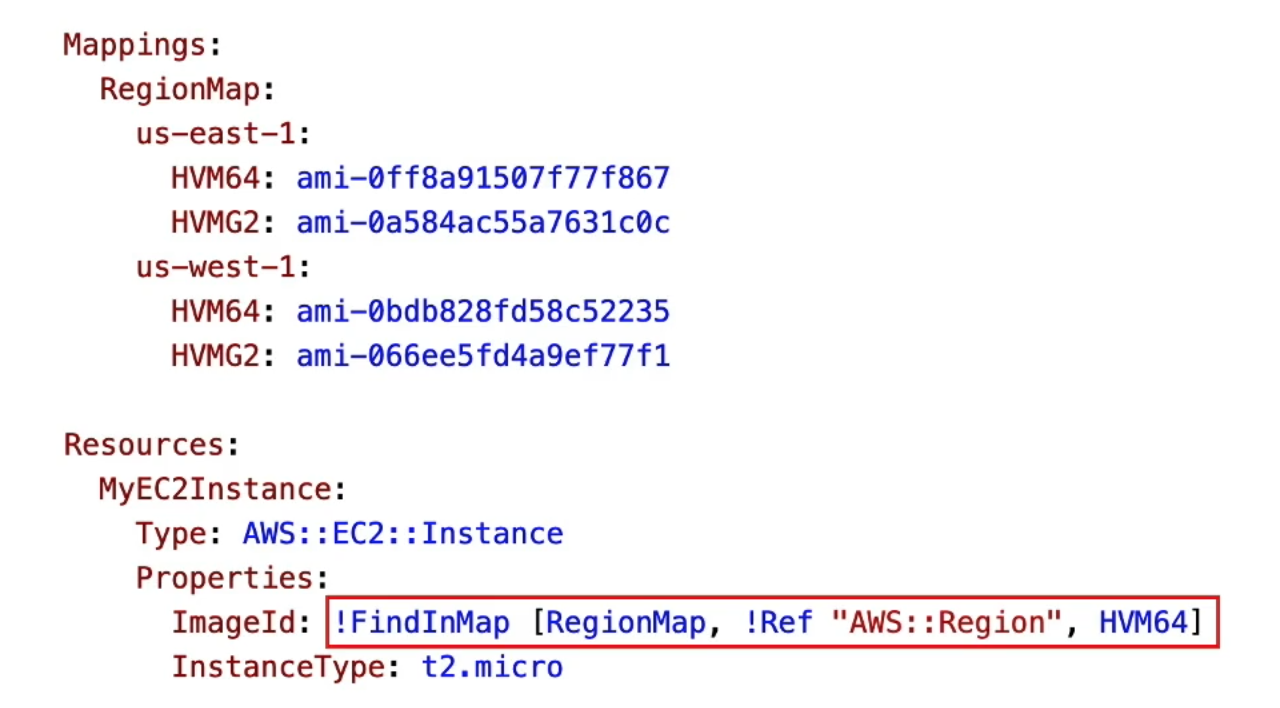 Mappings:
RegionMap:
us-east-1:
HVM64: ami-0ff8a91507f77f867
HVMG2: ami-0a584ac55a7631c0c
us-west-1:
HVM64: ami-0bdb828fd58c52235
HVMG2: ami-066ee5fd4a9ef77f1
Resources:
MyEC2Instance:
Type: AWS::EC2::Instance
Properties:
ImageId: !FindInMap [RegionMap, !Ref "AWS::Region", HVM64]
InstanceType: t2.micro